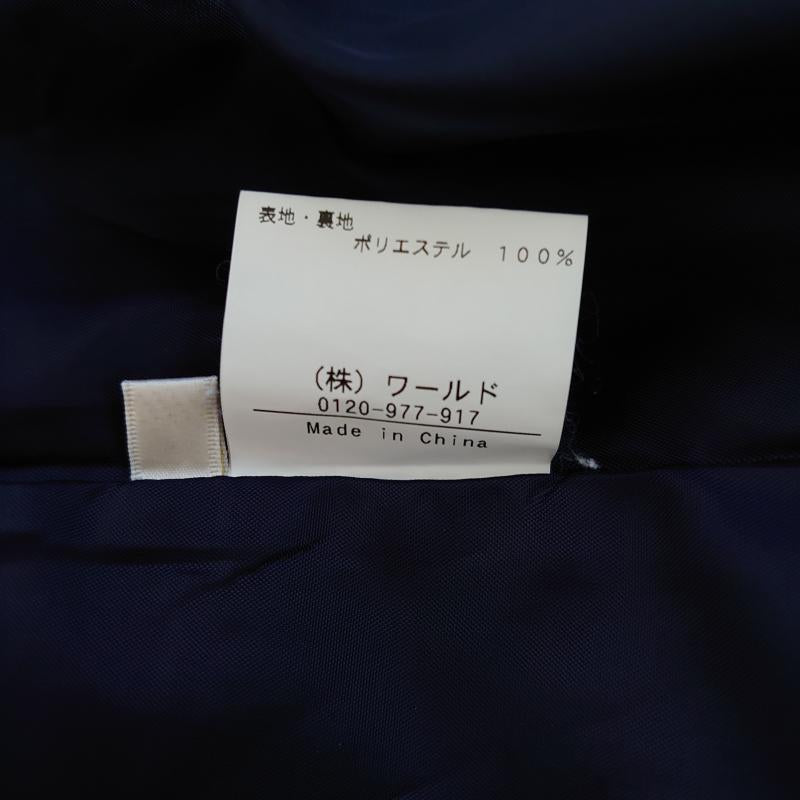 表地・裏地
ポリエステル １００％
（株）ワールド
0120-977-917
Made in China